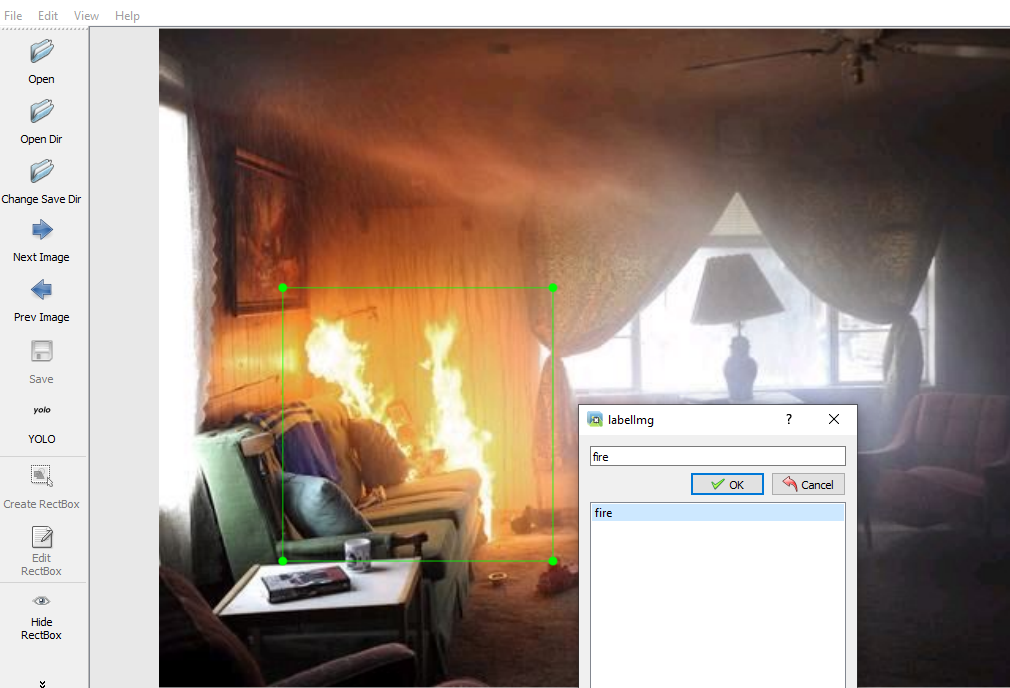 File Edit View Help
Open
Open Dir
Change Save Dir
Next Image
Prev Image
Save
yolo
YOLO
Create RectBox
Edit
RectBox
Hide
RectBox
labelImg ?
fire
OK Cancel
fire